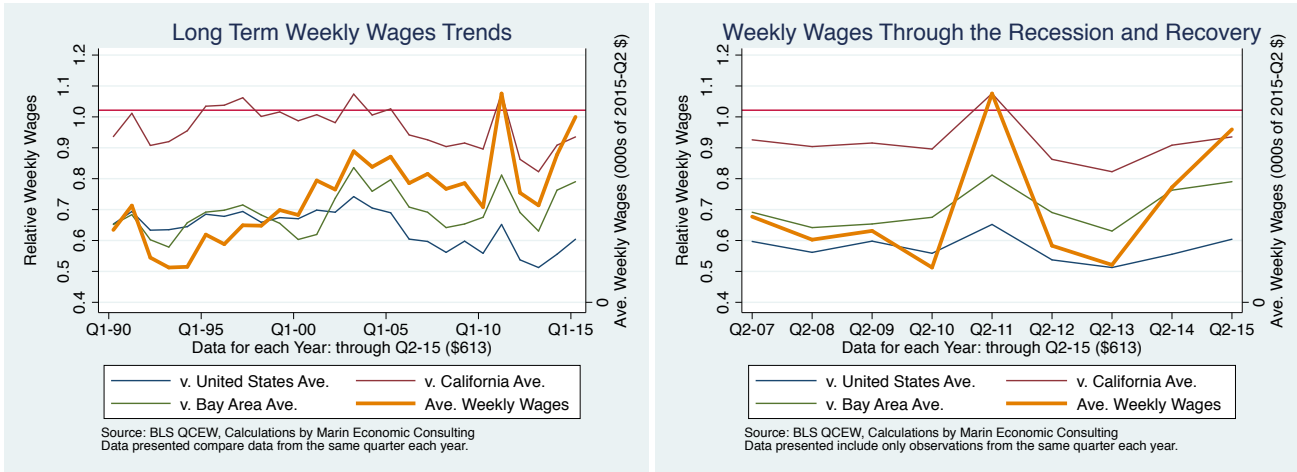 Long Term Weekly Wages Trends
Relative Weekly Wages
0.4 0.5 0.6 0.7 0.8 0.9 1.0 1.1 1.2
0
Ave. Weekly Wages (000s of 2015-Q2 $)
Q1-90 Q1-95 Q1-00 Q1-05 Q1-10 Q1-15
Data for each Year: through Q2-15 ($613)
v. United States Ave. v. California Ave.
v. Bay Area Ave. Ave. Weekly Wages
Source: BLS QCEW, Calculations by Marin Economic Consulting
Data presented compare data from the same quarter each year.
Weekly Wages Through the Recession and Recovery
Relative Weekly Wages
0.4 0.5 0.6 0.7 0.8 0.9 1.0 1.1 1.2
0
Ave. Weekly Wages (000s of 2015-Q2 $)
Q2-07 Q2-08 Q2-09 Q2-10 Q2-11 Q2-12 Q2-13 Q2-14 Q2-15
Data for each Year: through Q2-15 ($613)
v. United States Ave. v. California Ave.
v. Bay Area Ave. Ave. Weekly Wages
Source: BLS QCEW, Calculations by Marin Economic Consulting
Data presented include only observations from the same quarter each year.